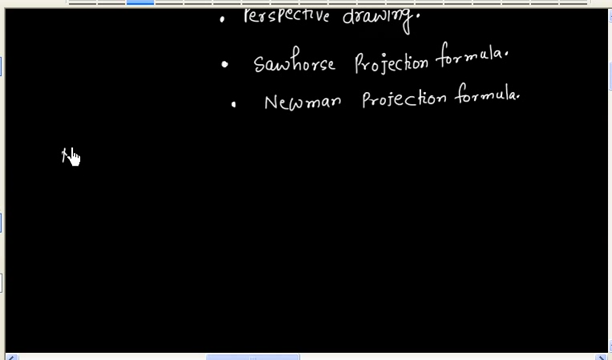 • Perspective drawing.
• Sawhorse Projection formula.
• Newman Projection formula.